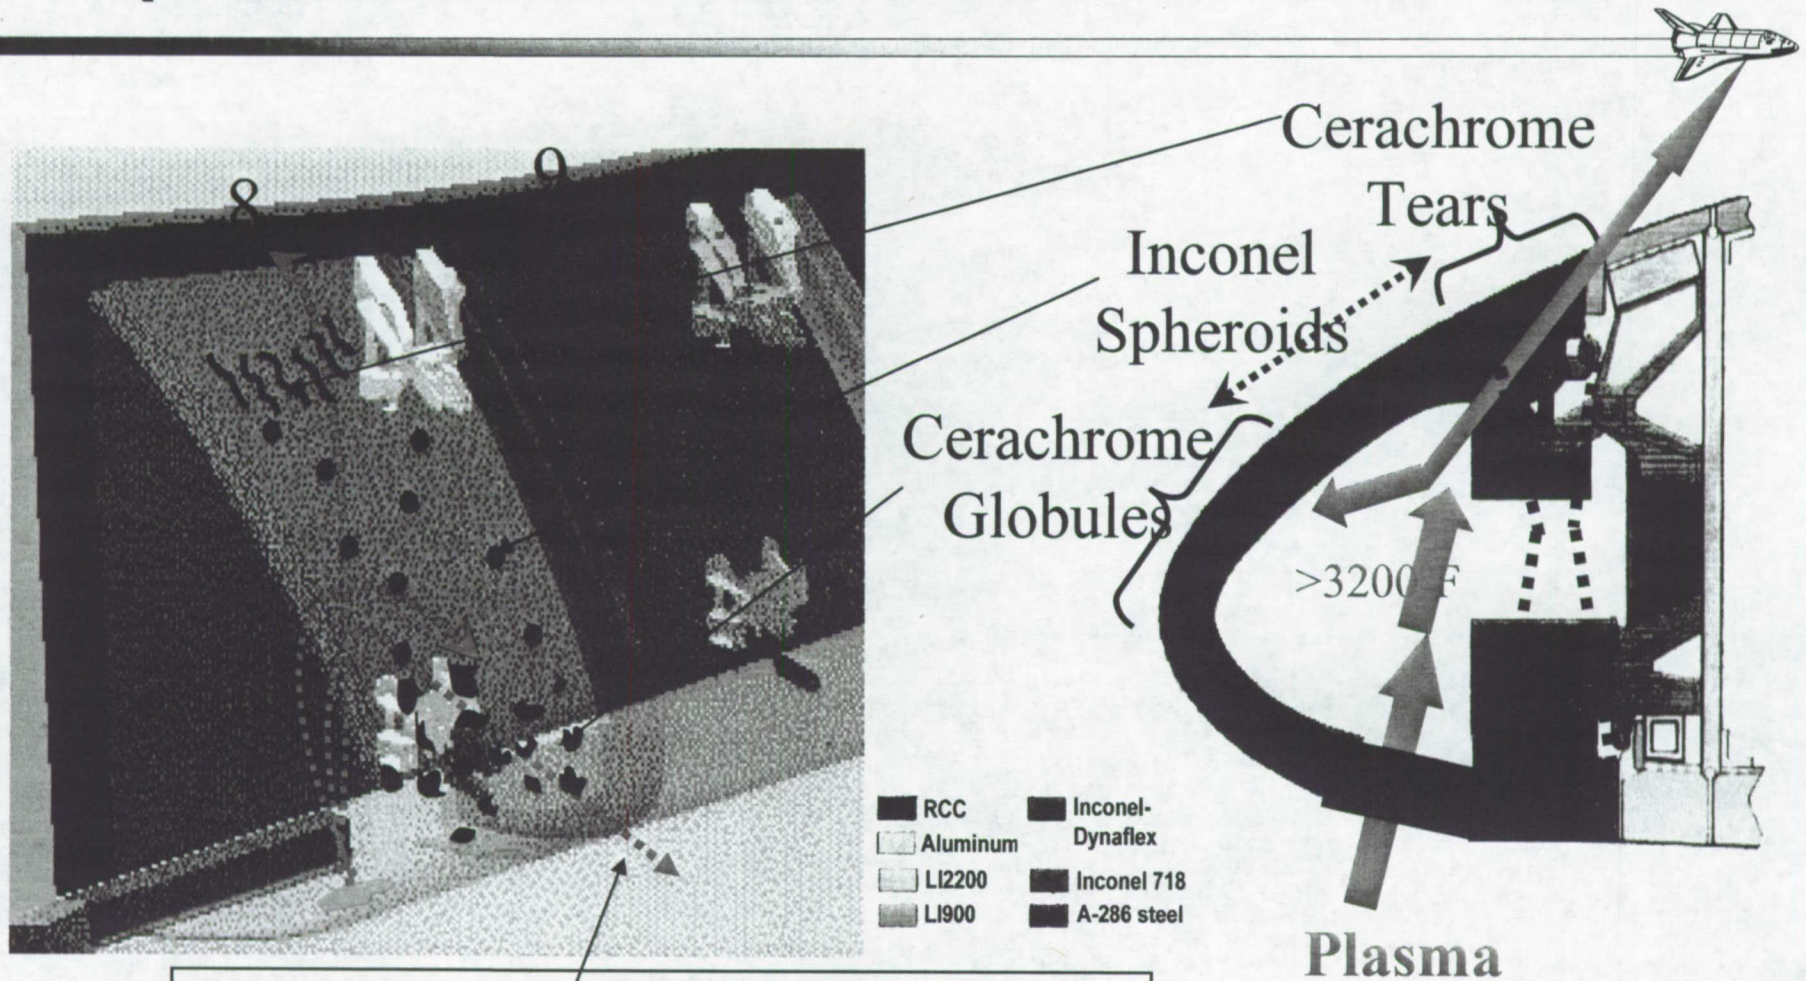 8
9
Cerachrome
Tears
Inconel
Spheroids
Cerachrome
Globules
>3200°F
RCC
Aluminum
LI2200
LI900
Inconel-
Dynaflex
Inconel 718
A-286 steel
Plasma